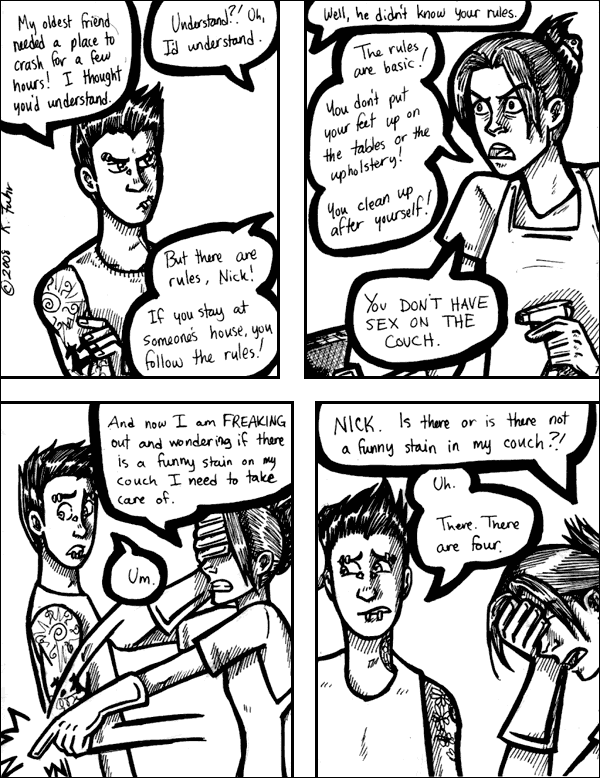 My oldest friend
needed a place to
crash for a few
hours! I thought
you'd understand.
Understand?! Oh,
I'd understand.
But there are
rules, Nick!
If you stay at
someone's house, you
follow the rules!
© 2008 K. Fuhr
Well, he didn't know your rules.
The rules
are basic!
You don't put
your feet up on
the tables or the
upholstery!
You clean up
after yourself!
YOU DON'T HAVE
SEX ON THE
COUCH.
And now I am FREAKING
out and wondering if there
is a funny stain on my
couch I need to take
care of.
Um.
NICK. Is there or is there not
a funny stain in my couch?!
Uh.
There. There
are four.